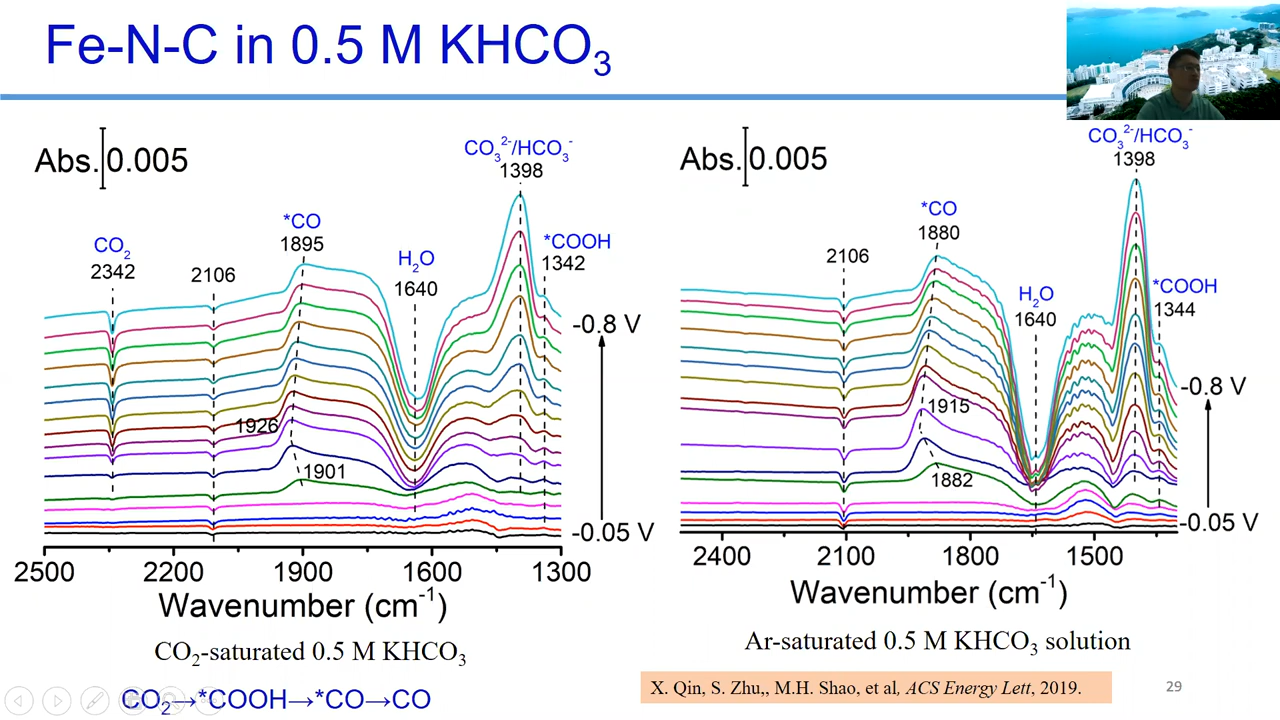 Fe-N-C in 0.5 M KHCO₃
Abs. 0.005
CO₃²⁻/HCO₃⁻
1398
*CO
1895
*COOH
1342
CO₂
2342
2106
H₂O
1640
-0.8 V
1926
1901
-0.05 V
2500 2200 1900 1600 1300
Wavenumber (cm⁻¹)
CO₂-saturated 0.5 M KHCO₃
CO₂→*COOH→*CO→CO
Abs. 0.005
CO₃²⁻/HCO₃⁻
1398
*CO
1880
2106
H₂O
1640
*COOH
1344
-0.8 V
1915
1882
-0.05 V
2400 2100 1800 1500
Wavenumber (cm⁻¹)
Ar-saturated 0.5 M KHCO₃ solution
X. Qin, S. Zhu,, M.H. Shao, et al, ACS Energy Lett, 2019.
29